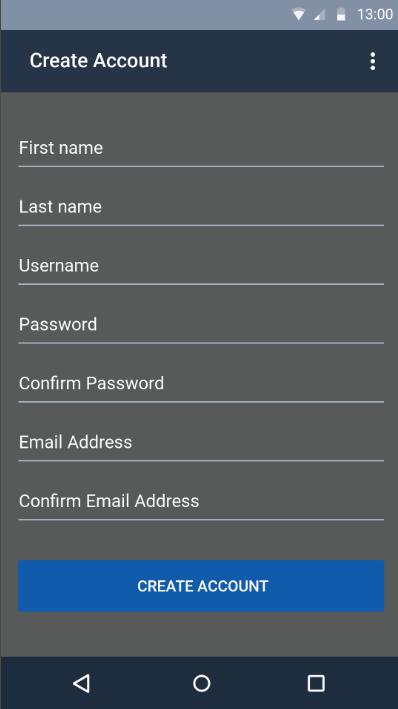 13:00
Create Account
First name
Last name
Username
Password
Confirm Password
Email Address
Confirm Email Address
CREATE ACCOUNT